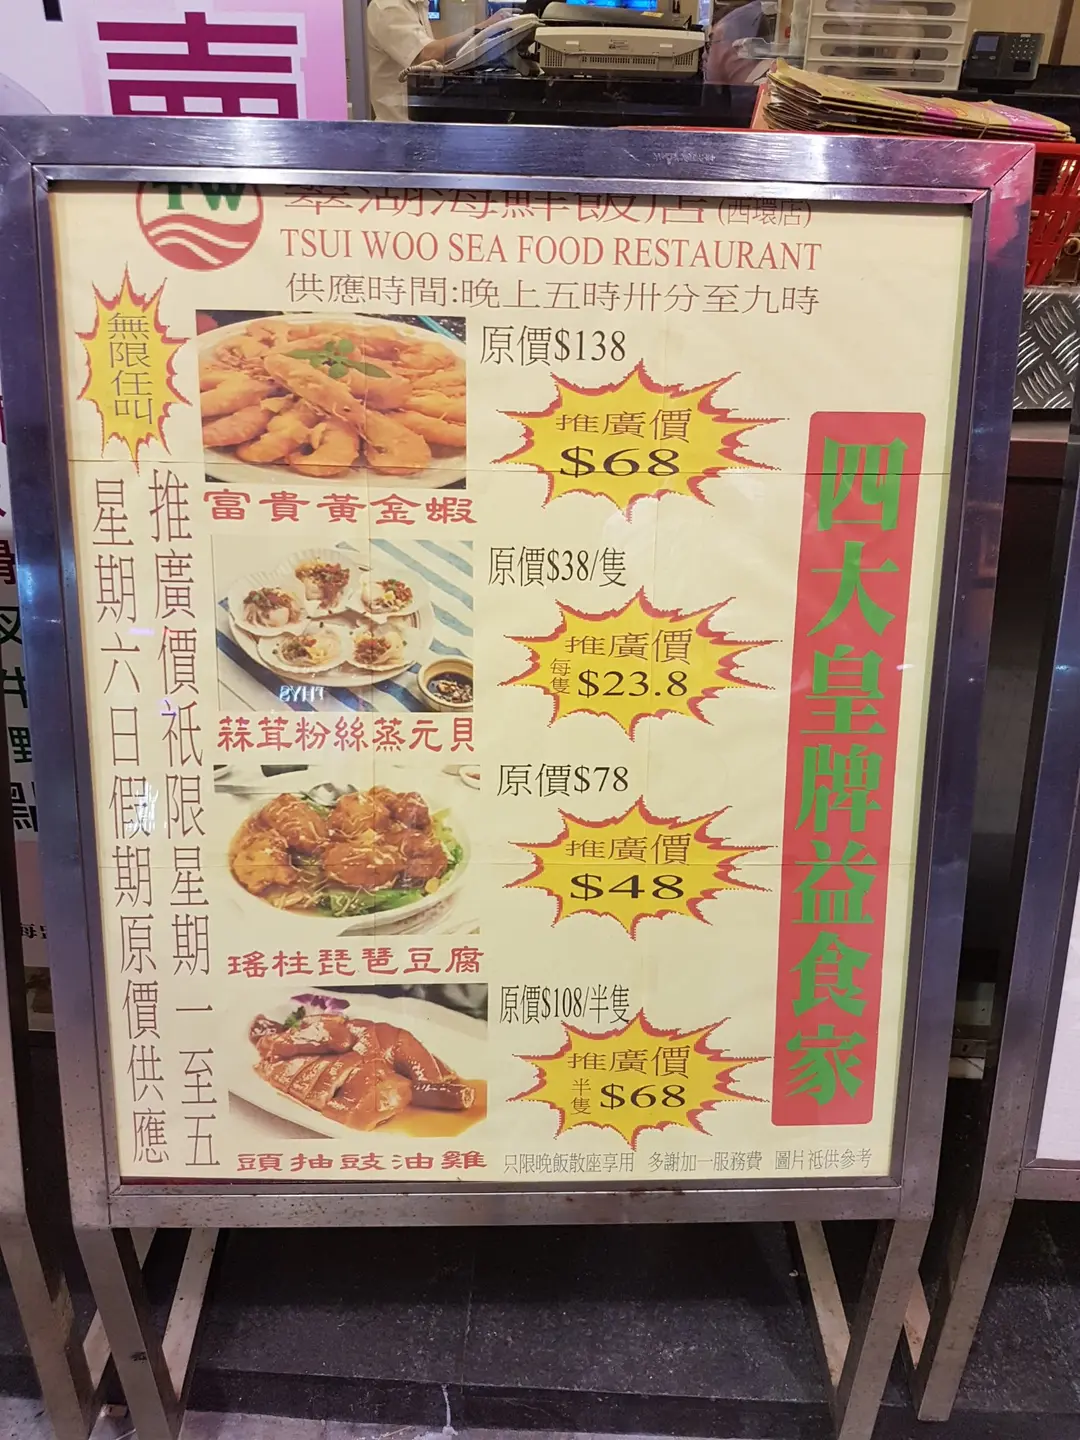 賣
TW
翠湖海鮮飯店(西環店)
TSUI WOO SEA FOOD RESTAURANT
供應時間:晚上五時卅分至九時
無限任叫
推廣價祇限星期一至五
星期六日假期原價供應
原價$138
推廣價
$68
富貴黃金蝦
原價$38/隻
推廣價
每隻 $23.8
蒜茸粉絲蒸元貝
原價$78
推廣價
$48
瑤柱琵琶豆腐
原價$108/半隻
推廣價
半隻 $68
頭抽豉油雞
四大皇牌益食家
只限晚飯散座享用 多謝加一服務費 圖片祗供參考